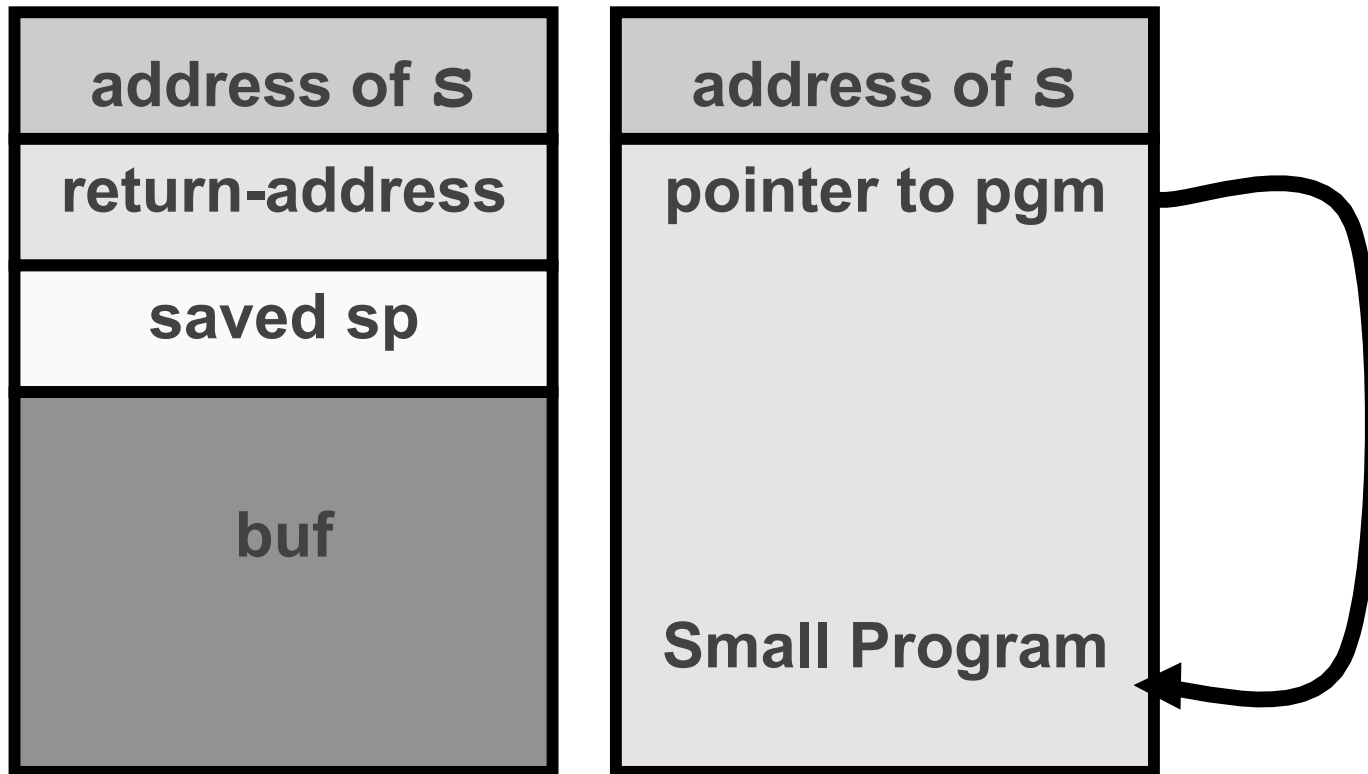 address of s
return-address
saved sp
buf
address of s
pointer to pgm
Small Program